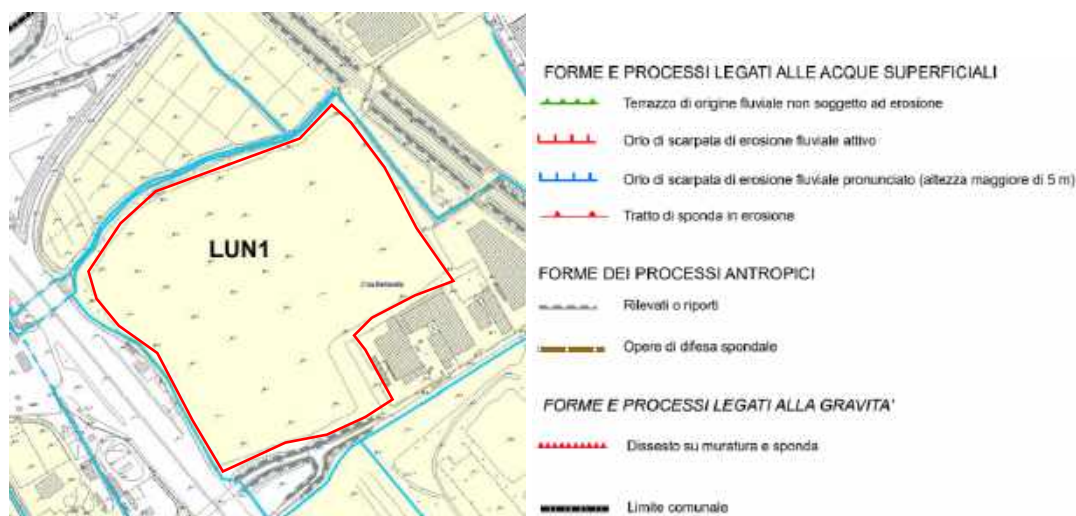 LUN1
FORME E PROCESSI LEGATI ALLE ACQUE SUPERFICIALI
Terrazzo di origine fluviale non soggetto ad erosione
Orlo di scarpata di erosione fluviale attivo
Orlo di scarpata di erosione fluviale pronunciato (altezza maggiore di 5 m)
Tratto di sponda in erosione
FORME DEI PROCESSI ANTROPICI
Rilevati o riporti
Opere di difesa spondale
FORME E PROCESSI LEGATI ALLA GRAVITA'
Dissesto su muratura e sponda
Limite comunale